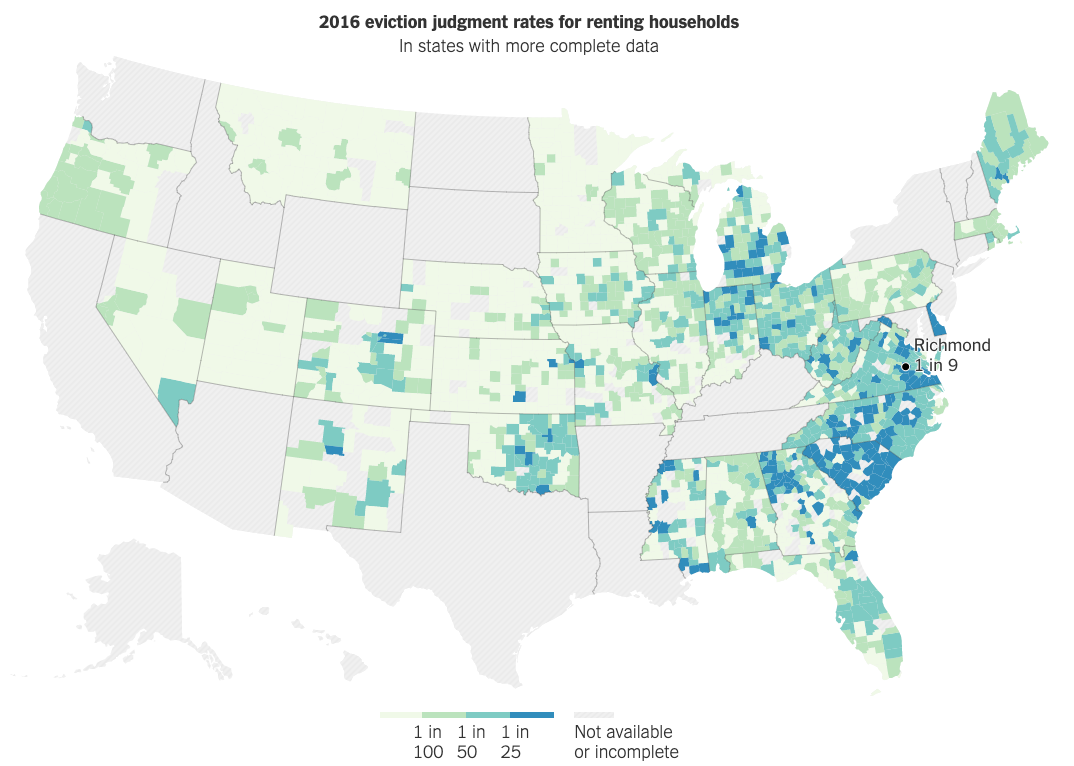 2016 eviction judgment rates for renting households
In states with more complete data
Richmond
1 in 9
1 in 1 in 1 in Not available
100 50 25 or incomplete